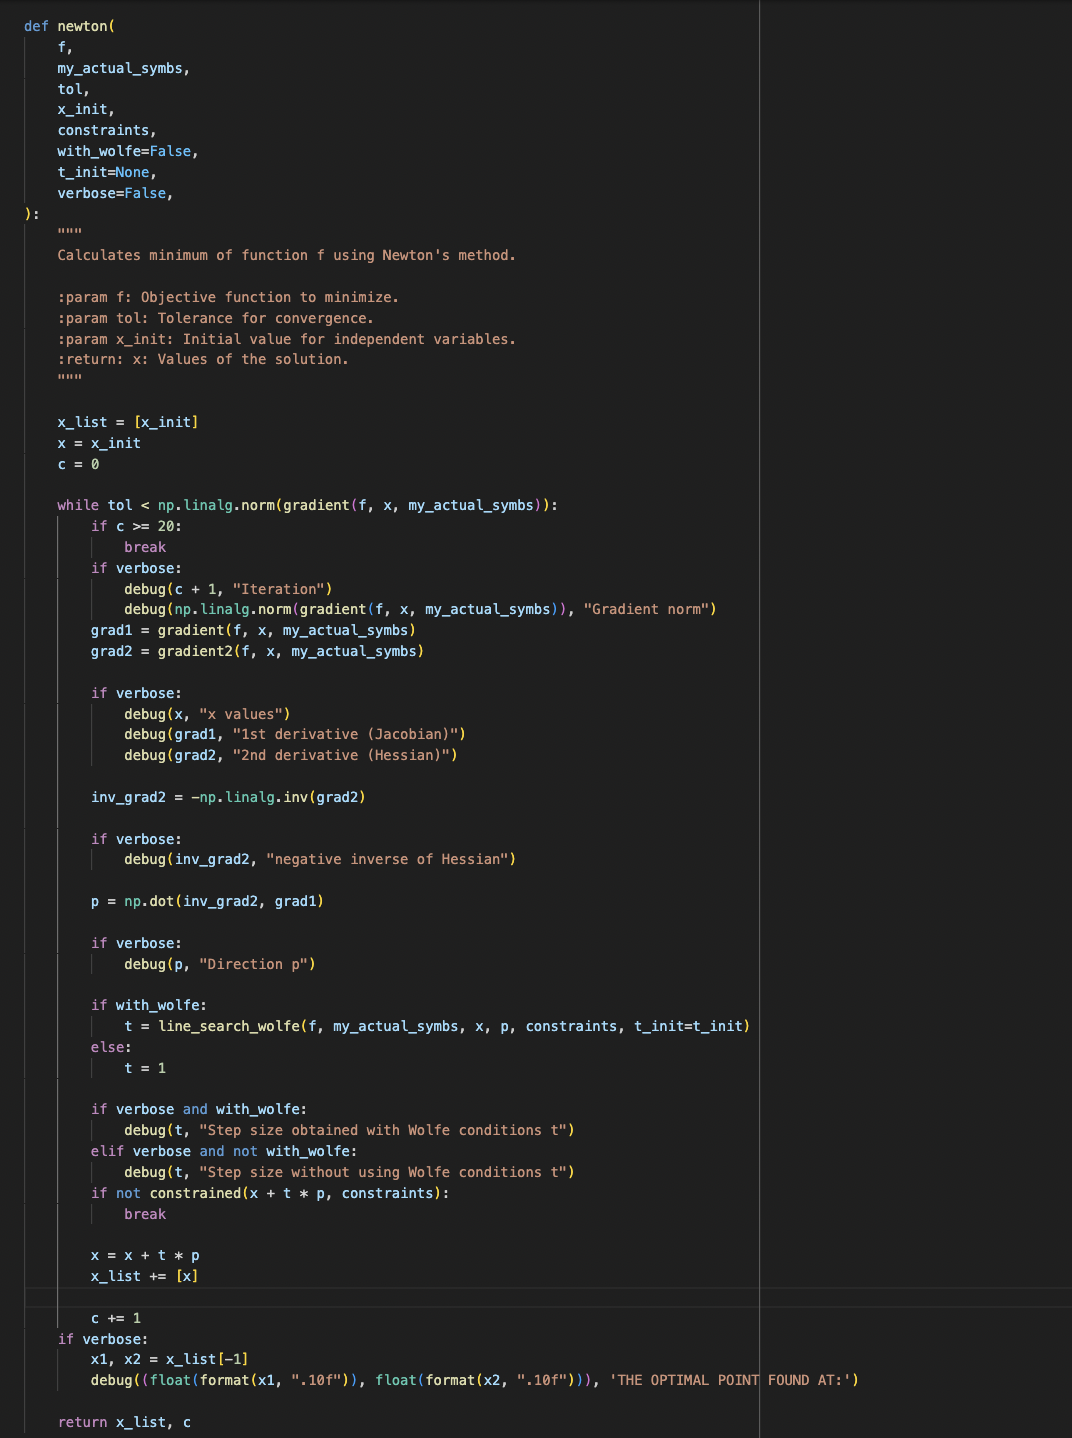 def newton(
    f,
    my_actual_symbs,
    tol,
    x_init,
    constraints,
    with_wolfe=False,
    t_init=None,
    verbose=False,
):
    """
    Calculates minimum of function f using Newton's method.

    :param f: Objective function to minimize.
    :param tol: Tolerance for convergence.
    :param x_init: Initial value for independent variables.
    :return: x: Values of the solution.
    """

    x_list = [x_init]
    x = x_init
    c = 0

    while tol < np.linalg.norm(gradient(f, x, my_actual_symbs)):
        if c >= 20:
            break
        if verbose:
            debug(c + 1, "Iteration")
            debug(np.linalg.norm(gradient(f, x, my_actual_symbs)), "Gradient norm")
        grad1 = gradient(f, x, my_actual_symbs)
        grad2 = gradient2(f, x, my_actual_symbs)

        if verbose:
            debug(x, "x values")
            debug(grad1, "1st derivative (Jacobian)")
            debug(grad2, "2nd derivative (Hessian)")

        inv_grad2 = -np.linalg.inv(grad2)

        if verbose:
            debug(inv_grad2, "negative inverse of Hessian")

        p = np.dot(inv_grad2, grad1)

        if verbose:
            debug(p, "Direction p")

        if with_wolfe:
            t = line_search_wolfe(f, my_actual_symbs, x, p, constraints, t_init=t_init)
        else:
            t = 1

        if verbose and with_wolfe:
            debug(t, "Step size obtained with Wolfe conditions t")
        elif verbose and not with_wolfe:
            debug(t, "Step size without using Wolfe conditions t")
        if not constrained(x + t * p, constraints):
            break

        x = x + t * p
        x_list += [x]

        c += 1
    if verbose:
        x1, x2 = x_list[-1]
        debug((float(format(x1, ".10f")), float(format(x2, ".10f"))), 'THE OPTIMAL POINT FOUND AT:')

    return x_list, c